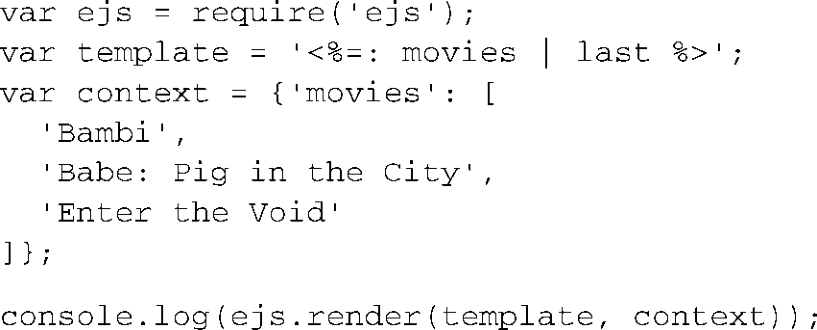 var ejs = require('ejs');
var template = '<%=: movies | last %>';
var context = {'movies': [
  'Bambi',
  'Babe: Pig in the City',
  'Enter the Void'
]};
console.log(ejs.render(template, context));